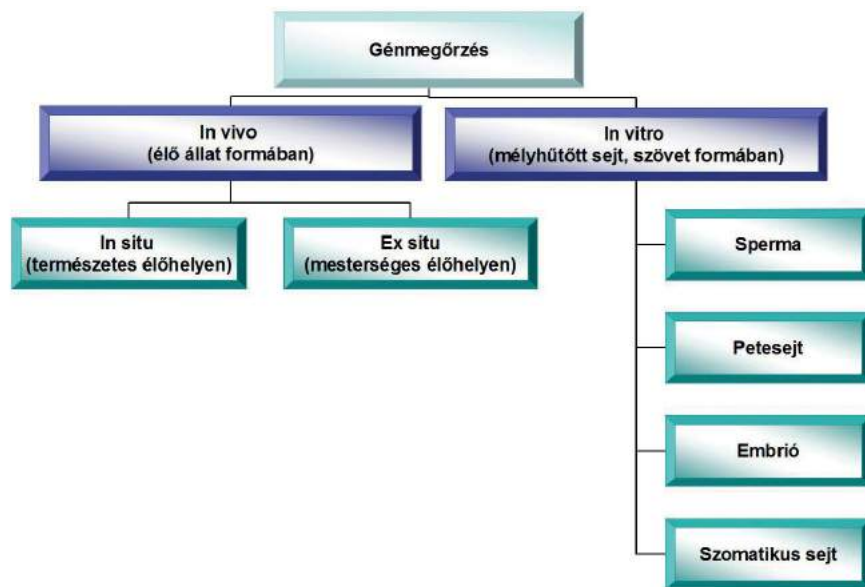 Génmegőrzés
In vivo
(élő állat formában)
In vitro
(mélyhűtött sejt, szövet formában)
In situ
(természetes élőhelyen)
Ex situ
(mesterséges élőhelyen)
Sperma
Petesejt
Embrió
Szomatikus sejt